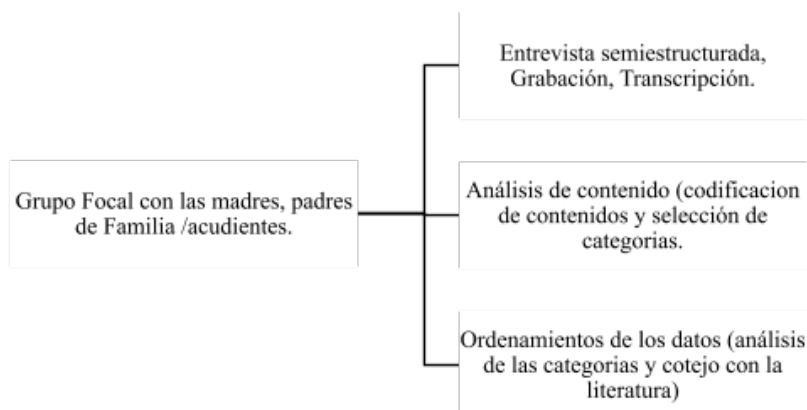 Entrevista semiestructurada,
Grabación, Transcripción.
Grupo Focal con las madres, padres
de Familia /acudientes.
Análisis de contenido (codificacion
de contenidos y selección de
categorias.
Ordenamientos de los datos (análisis
de las categorias y cotejo con la
literatura)